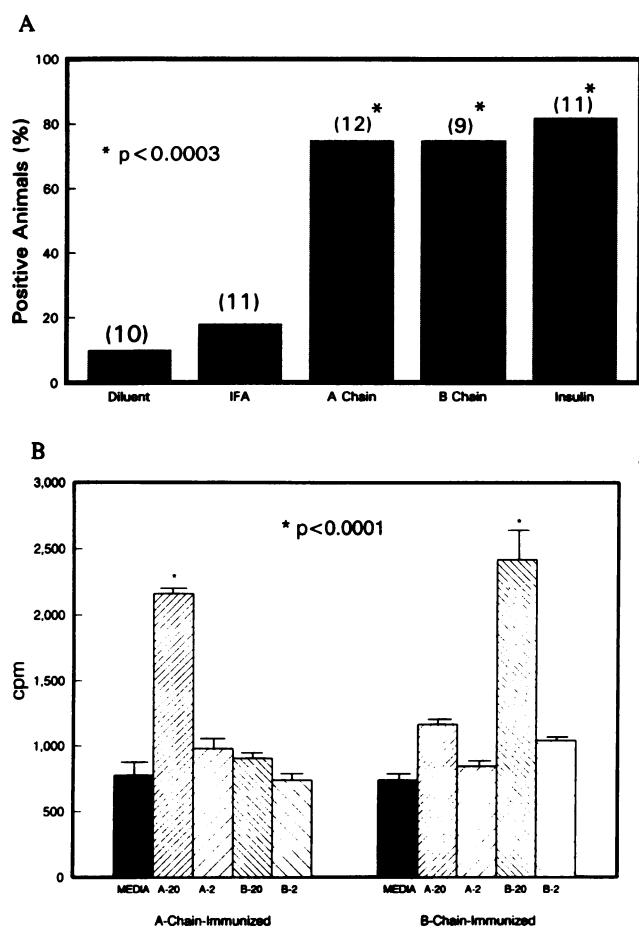 A
Positive Animals (%)
100
80
60
40
20
0
* p<0.0003
(10)
(11)
(12)*
(9)*
(11)*
Diluent IFA A Chain B Chain Insulin
B
cpm
3,000
2,500
2,000
1,500
1,000
500
0
* p<0.0001
*
*
MEDIA A-20 A-2 B-20 B-2 MEDIA A-20 A-2 B-20 B-2
A-Chain-Immunized B-Chain-Immunized